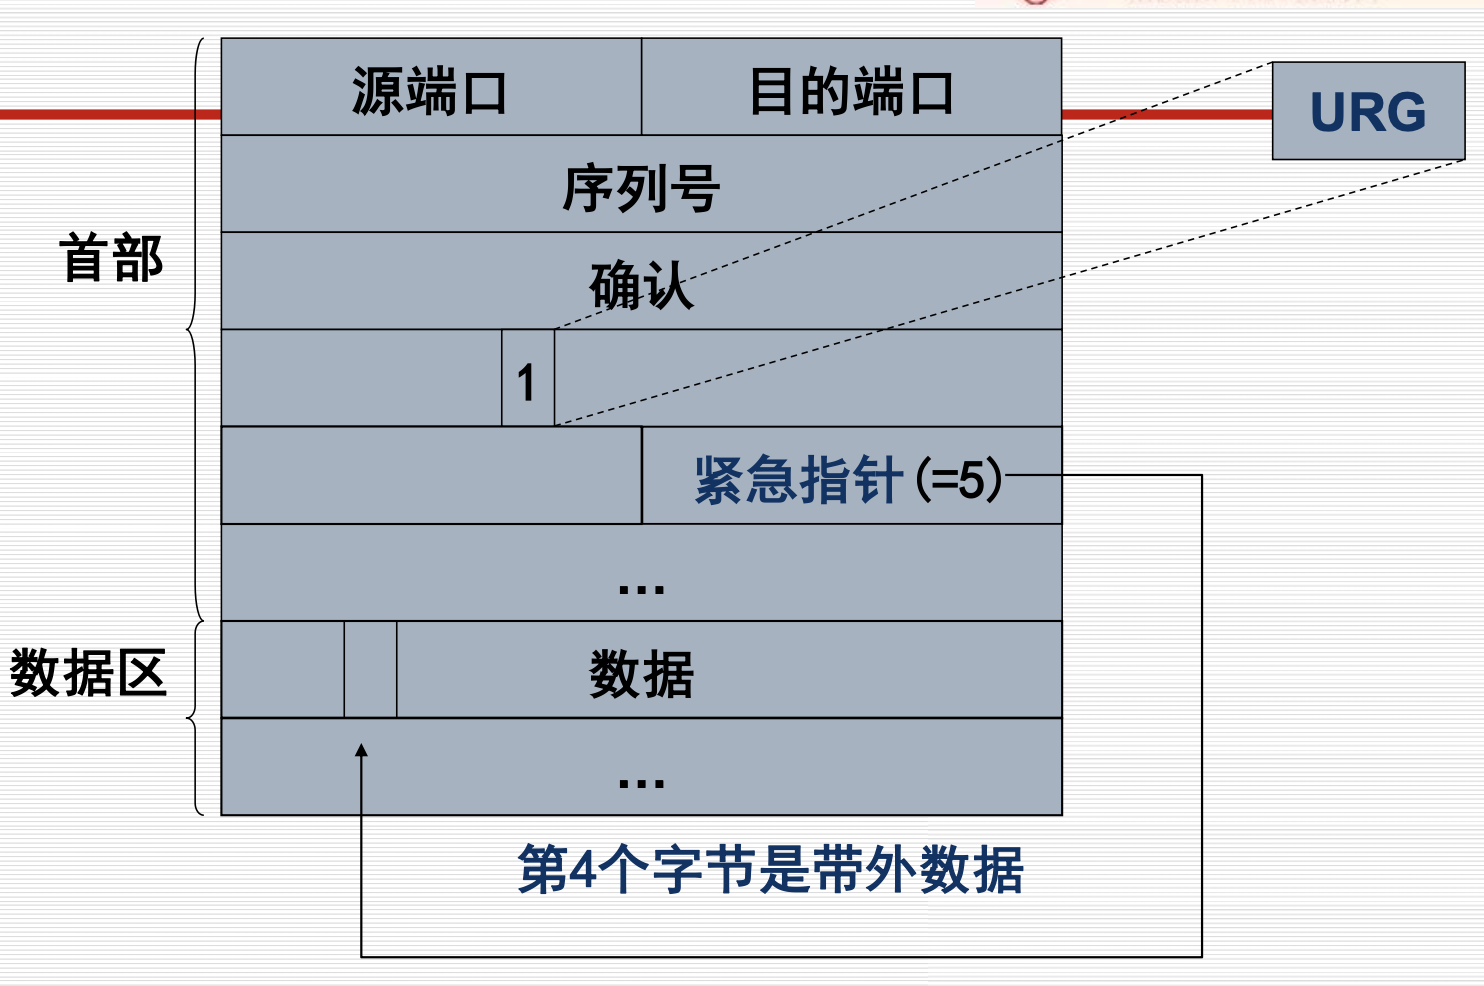 源端口 目的端口
URG
序列号
首部
确认
1
紧急指针(=5)
...
数据区
数据
...
第4个字节是带外数据